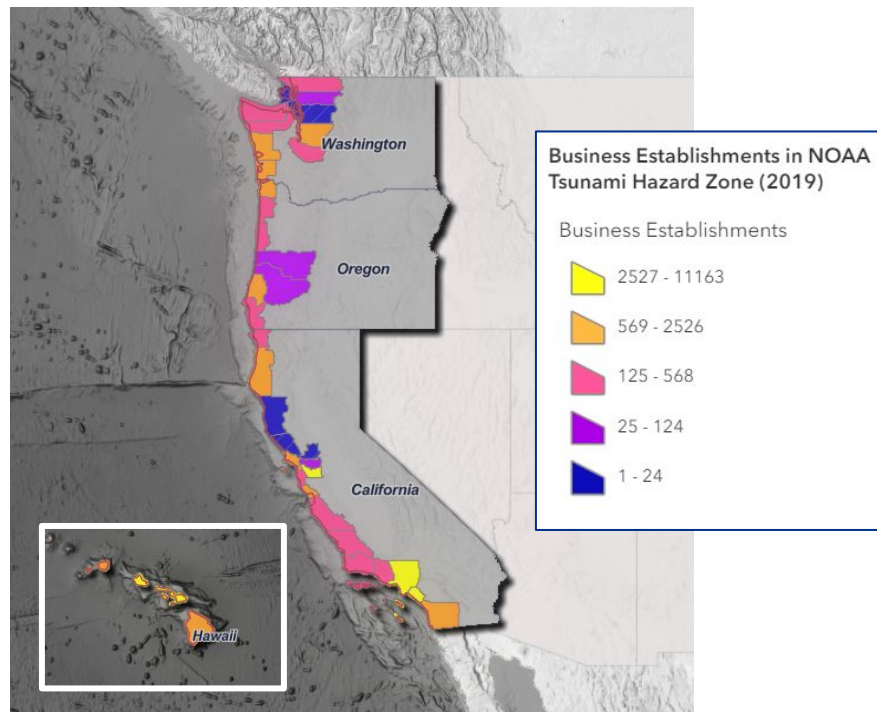 Washington
Oregon
California
Hawaii
Business Establishments in NOAA
Tsunami Hazard Zone (2019)
Business Establishments
2527 - 11163
569 - 2526
125 - 568
25 - 124
1 - 24